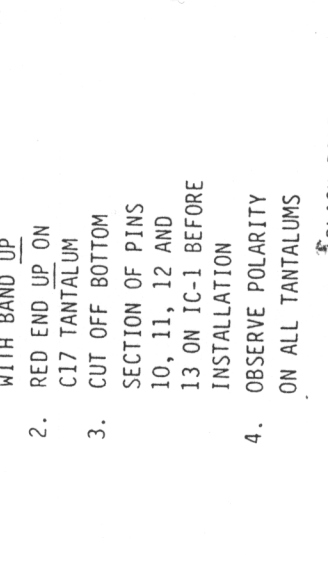 WITH BAND UP
2. RED END UP ON
C17 TANTALUM
3. CUT OFF BOTTOM
SECTION OF PINS
10, 11, 12 AND
13 ON IC-1 BEFORE
INSTALLATION
4. OBSERVE POLARITY
ON ALL TANTALUMS